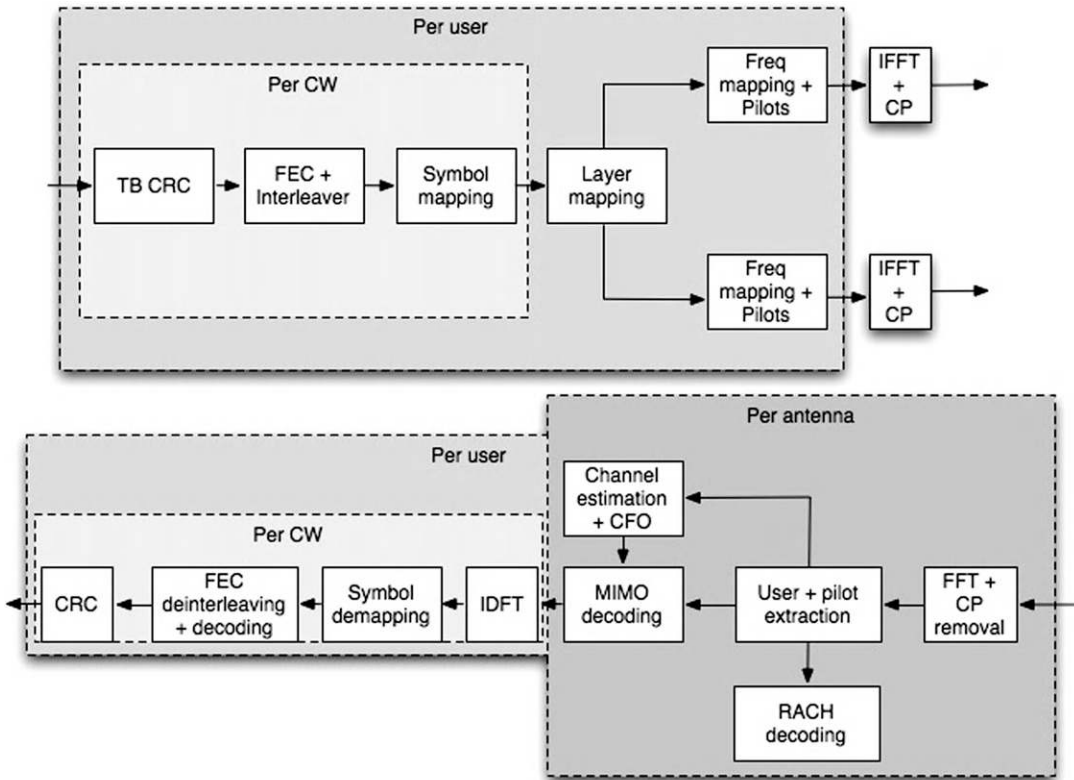 Per user
Per CW
TB CRC
FEC +
Interleaver
Symbol
mapping
Layer
mapping
Freq
mapping +
Pilots
IFFT
+
CP
Freq
mapping +
Pilots
IFFT
+
CP
Per antenna
Per user
Channel
estimation
+ CFO
Per CW
CRC
FEC
deinterleaving
+ decoding
Symbol
demapping
IDFT
MIMO
decoding
User + pilot
extraction
FFT +
CP
removal
RACH
decoding